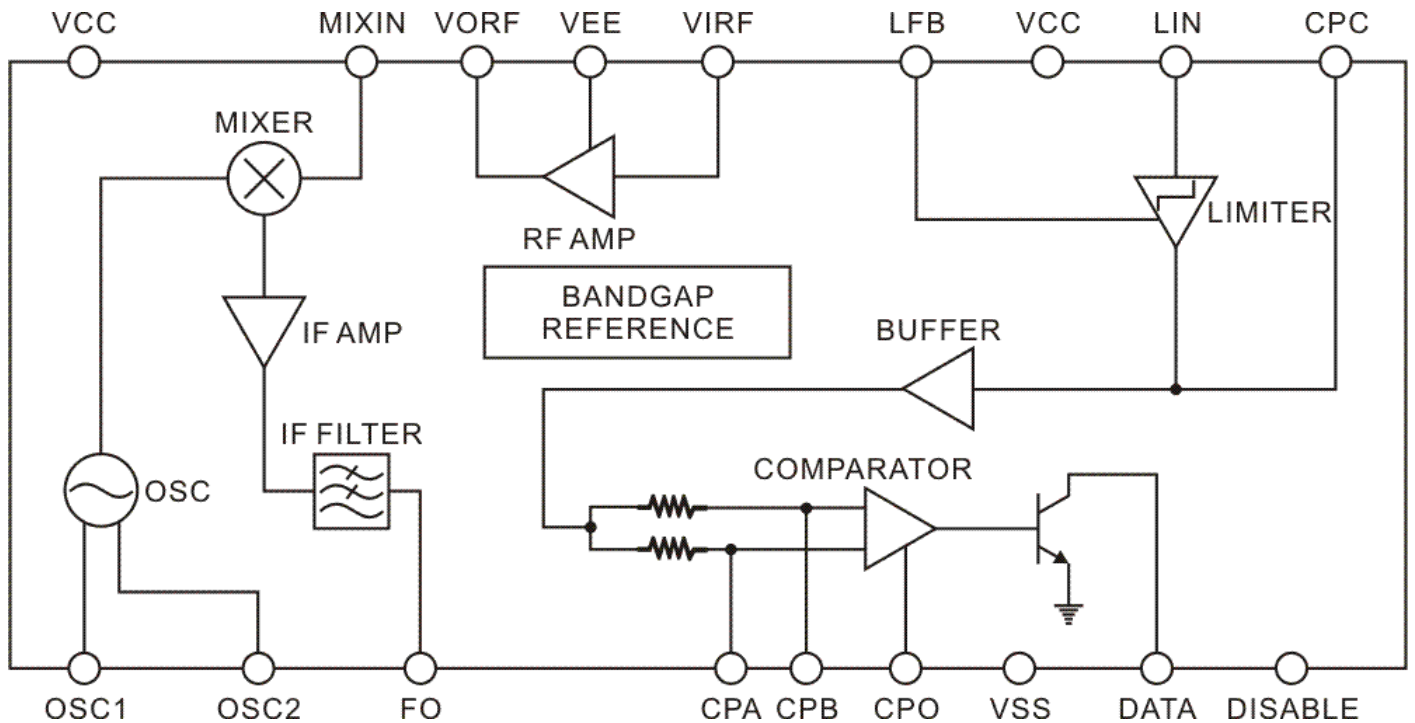 VCC MIXIN VORF VEE VIRF LFB VCC LIN CPC
MIXER
LIMITER
RF AMP
BANDGAP
REFERENCE
IF AMP
BUFFER
IF FILTER
COMPARATOR
OSC
OSC1 OSC2 FO CPA CPB CPO VSS DATA DISABLE